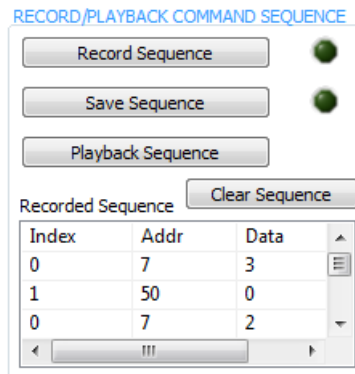 RECORD/PLAYBACK COMMAND SEQUENCE
Record Sequence
Save Sequence
Playback Sequence
Clear Sequence
Recorded Sequence
Index Addr Data
0 7 3
1 50 0
0 7 2